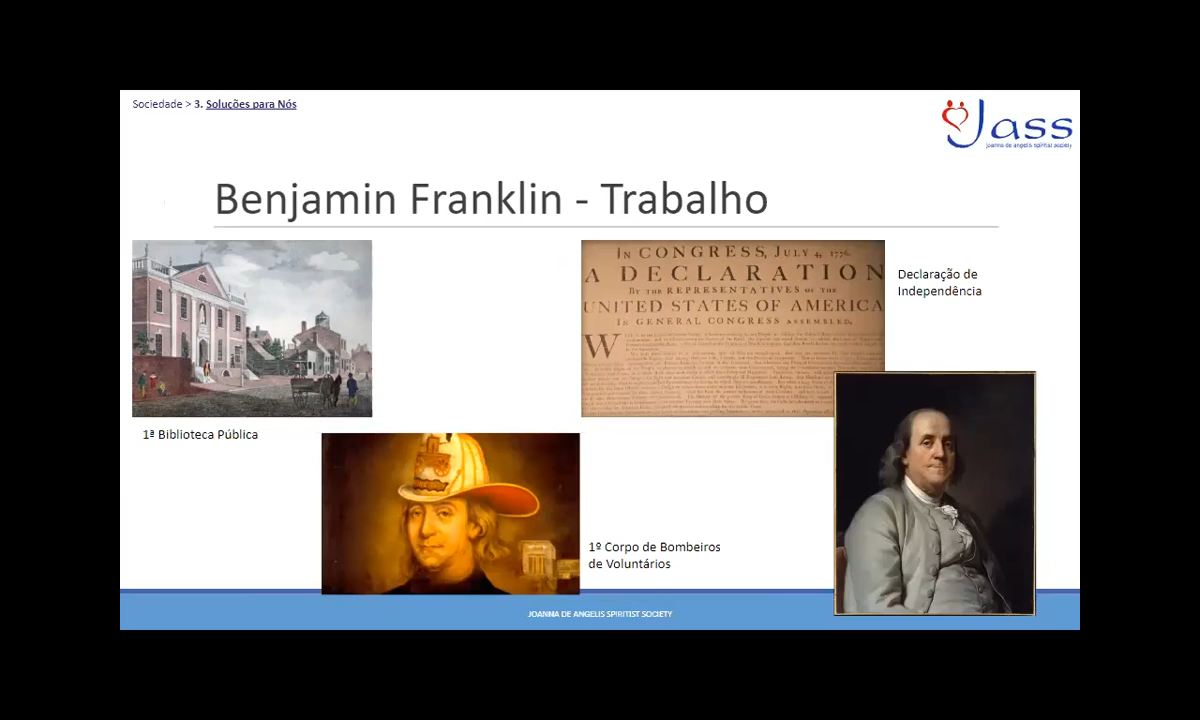 Sociedade > 3. Soluções para Nós
Jass
joanna de angelis spiritist society
Benjamin Franklin - Trabalho
IN CONGRESS, JULY 4, 1776.
A DECLARATION
BY THE REPRESENTATIVES OF THE
UNITED STATES OF AMERICA
IN GENERAL CONGRESS ASSEMBLED.
Declaração de
Independência
1ª Biblioteca Pública
1º Corpo de Bombeiros
de Voluntários
JOANNA DE ANGELIS SPIRITIST SOCIETY